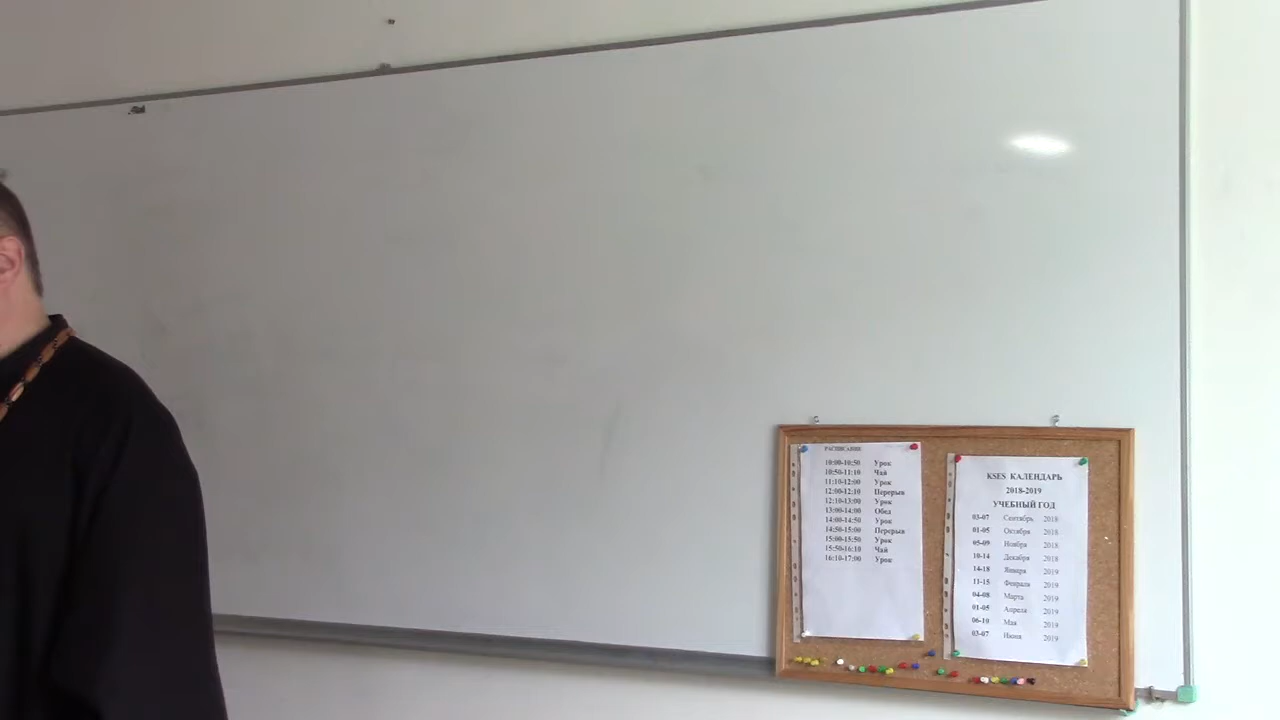 РАСПИСАНИЕ
10:00-10:50 Урок
10:50-11:10 Чай
11:10-12:00 Урок
12:00-12:10 Перерыв
12:10-13:00 Урок
13:00-14:00 Обед
14:00-14:50 Урок
14:50-15:00 Перерыв
15:00-15:50 Урок
15:50-16:10 Чай
16:10-17:00 Урок
KSES КАЛЕНДАРЬ
2018-2019
УЧЕБНЫЙ ГОД
03-07 Сентябрь 2018
01-05 Октября 2018
05-09 Ноября 2018
10-14 Декабря 2018
14-18 Января 2019
11-15 Февраля 2019
04-08 Марта 2019
01-05 Апреля 2019
06-10 Мая 2019
03-07 Июня 2019